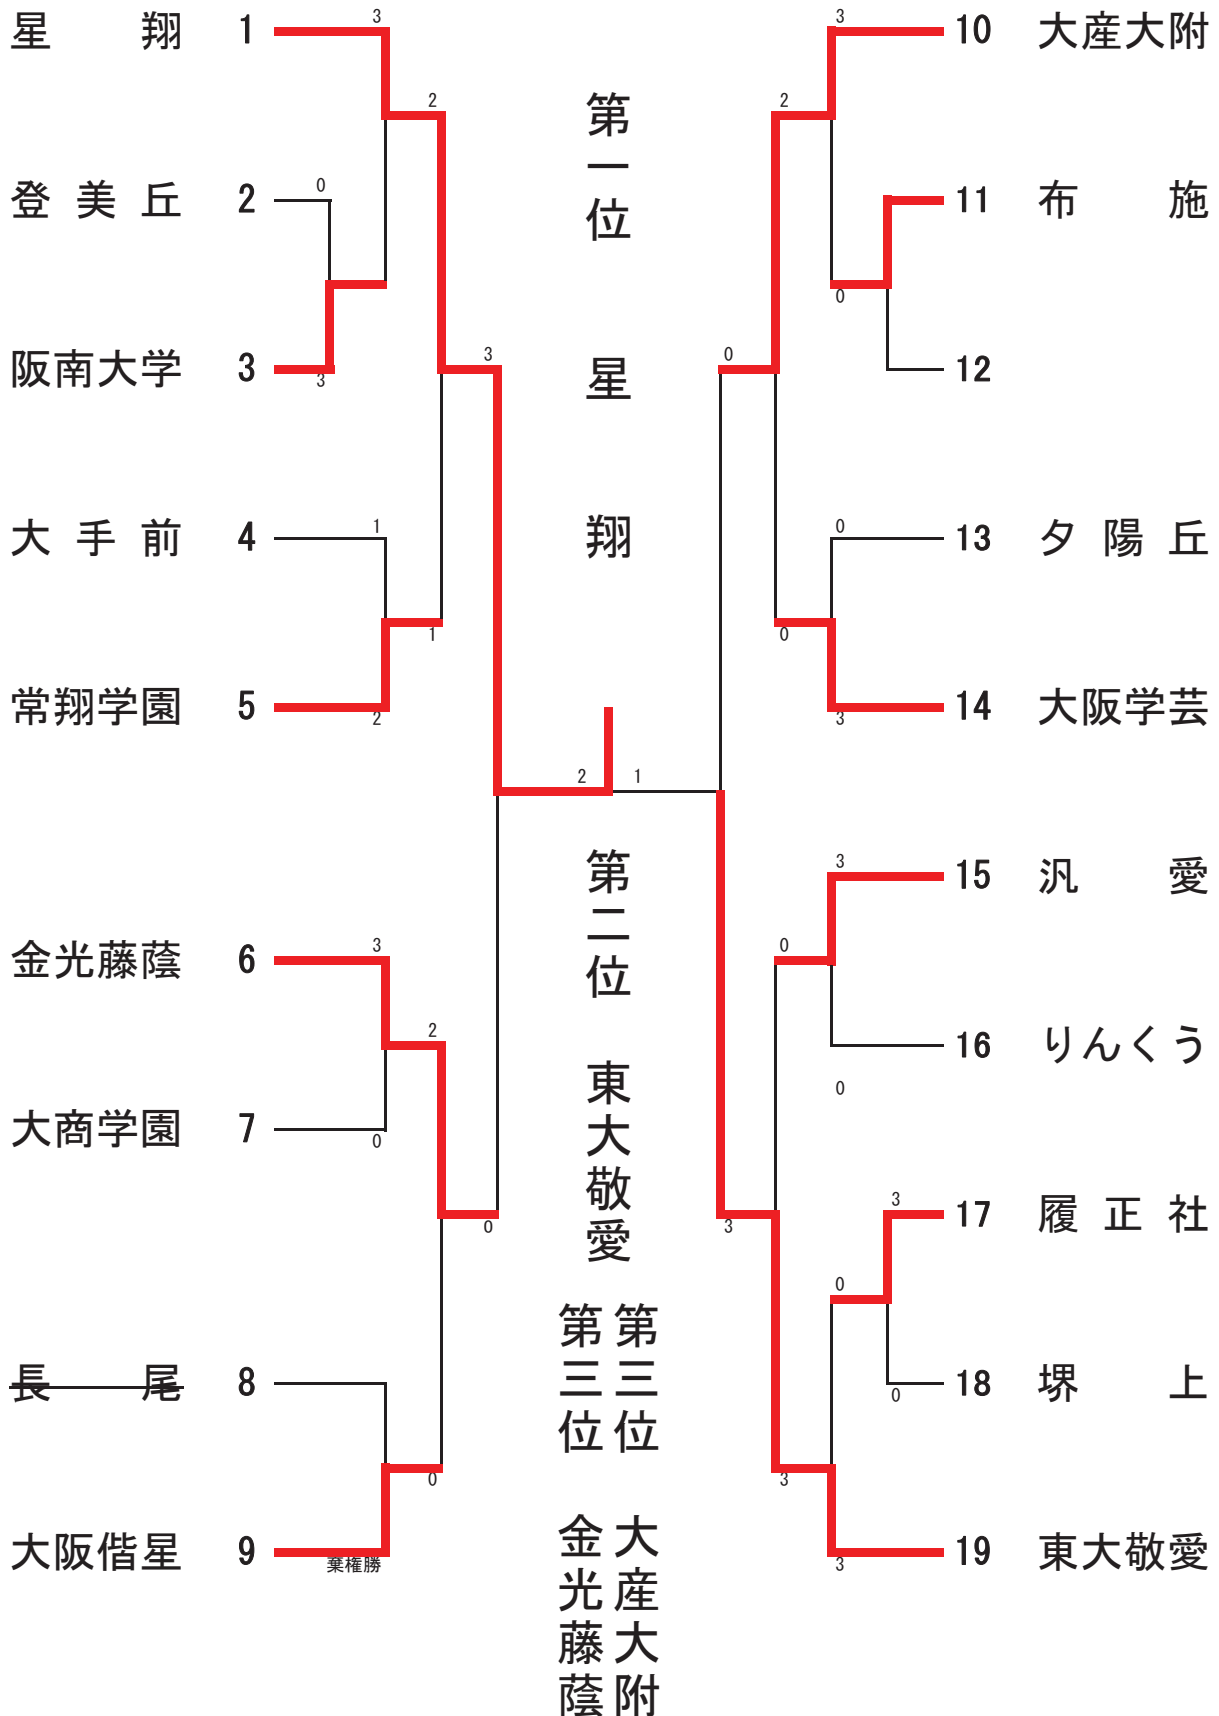 星翔 1 3
2
登美丘 2 0
阪南大学 3 3
3
大手前 4 1
1
常翔学園 5 2
金光藤蔭 6 3
2
大商学園 7 0
0
長尾 8
0
大阪偕星 9 棄権勝
第一位
星翔
2 1
第二位
東大敬愛
第三位
大産大附
第三位
金光藤蔭
3 10 大産大附
2
11 布施
0
0
12
0 13 夕陽丘
0
3 14 大阪学芸
3 15 汎愛
0
16 りんくう
0
3 17 履正社
3
0
0 18 堺上
3
3 19 東大敬愛